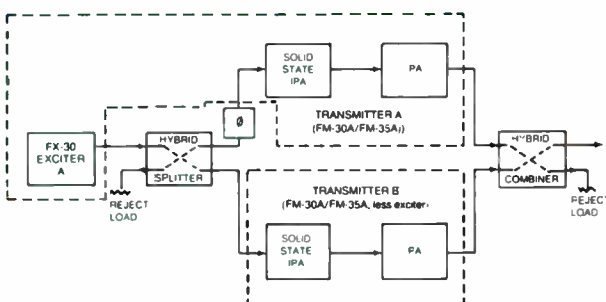 SOLID
STATE
IPA
PA
Ø
TRANSMITTER A
(FM-30A/FM-35A)
FX-30
EXCITER
A
HYBRID
SPLITTER
REJECT
LOAD
HYBRID
COMBINER
REJECT
LOAD
TRANSMITTER B
(FM-30A/FM-35A, less exciter)
SOLID
STATE
IPA
PA